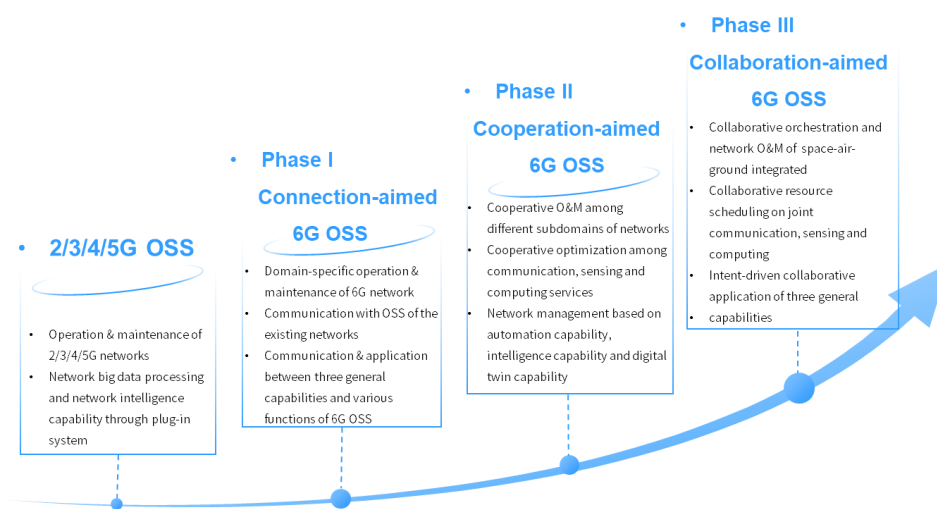 • 2/3/4/5G OSS
• Operation & maintenance of
2/3/4/5G networks
• Network big data processing
and network intelligence
capability through plug-in
system
• Phase I
Connection-aimed
6G OSS
• Domain-specific operation &
maintenance of 6G network
• Communication with OSS of the
existing networks
• Communication & application
between three general
capabilities and various
functions of 6G OSS
• Phase II
Cooperation-aimed
6G OSS
• Cooperative O&M among
different subdomains of networks
• Cooperative optimization among
communication, sensing and
computing services
• Network management based on
automation capability,
intelligence capability and digital
twin capability
• Phase III
Collaboration-aimed
6G OSS
• Collaborative orchestration and
network O&M of space-air-
ground integrated
• Collaborative resource
scheduling on joint
communication, sensing and
computing
• Intent-driven collaborative
application of three general
• capabilities